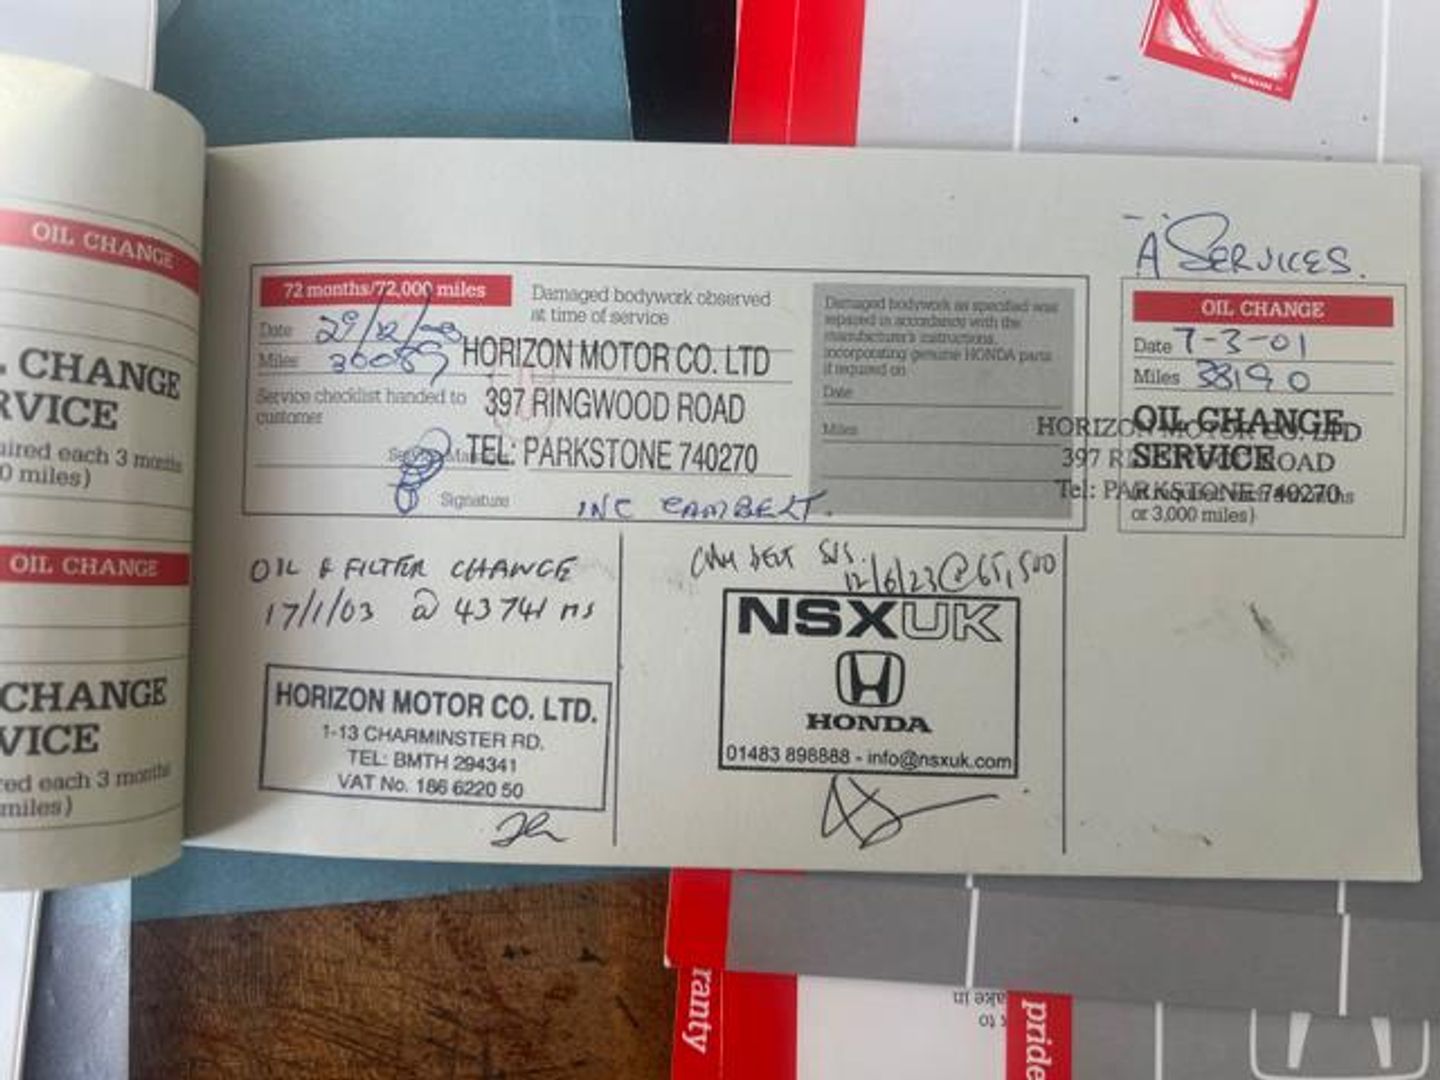 OIL CHANGE
CHANGE
RVICE
uired each 3 months
0 miles)
OIL CHANGE
CHANGE
VICE
red each 3 months
miles)
72 months/72,000 miles
Date 29/12/
Miles 36089
Service checklist handed to
customer
Signature
Damaged bodywork observed
at time of service
HORIZON MOTOR CO. LTD
397 RINGWOOD ROAD
TEL: PARKSTONE 740270
INC CAMBELT.
Damaged bodywork as specified was
repaired in accordance with the
manufacturer's instructions,
incorporating genuine HONDA parts
if required on
Date
Miles
A SERVICES.
OIL CHANGE
Date 7-3-01
Miles 38190
OIL CHANGE
SERVICE
or 3,000 miles)
HORIZON MOTOR CO. LTD
397 RINGWOOD ROAD
Tel: PARKSTONE 740270
OIL & FILTER CHANGE
17/1/03 @ 43741 MS
HORIZON MOTOR CO. LTD.
1-13 CHARMINSTER RD.
TEL: BMTH 294341
VAT No. 186 6220 50
CAM BELT
12/6/23 @ 65,500
NSXUK
HONDA
01483 898888 - info@nsxuk.com
ranty
pride